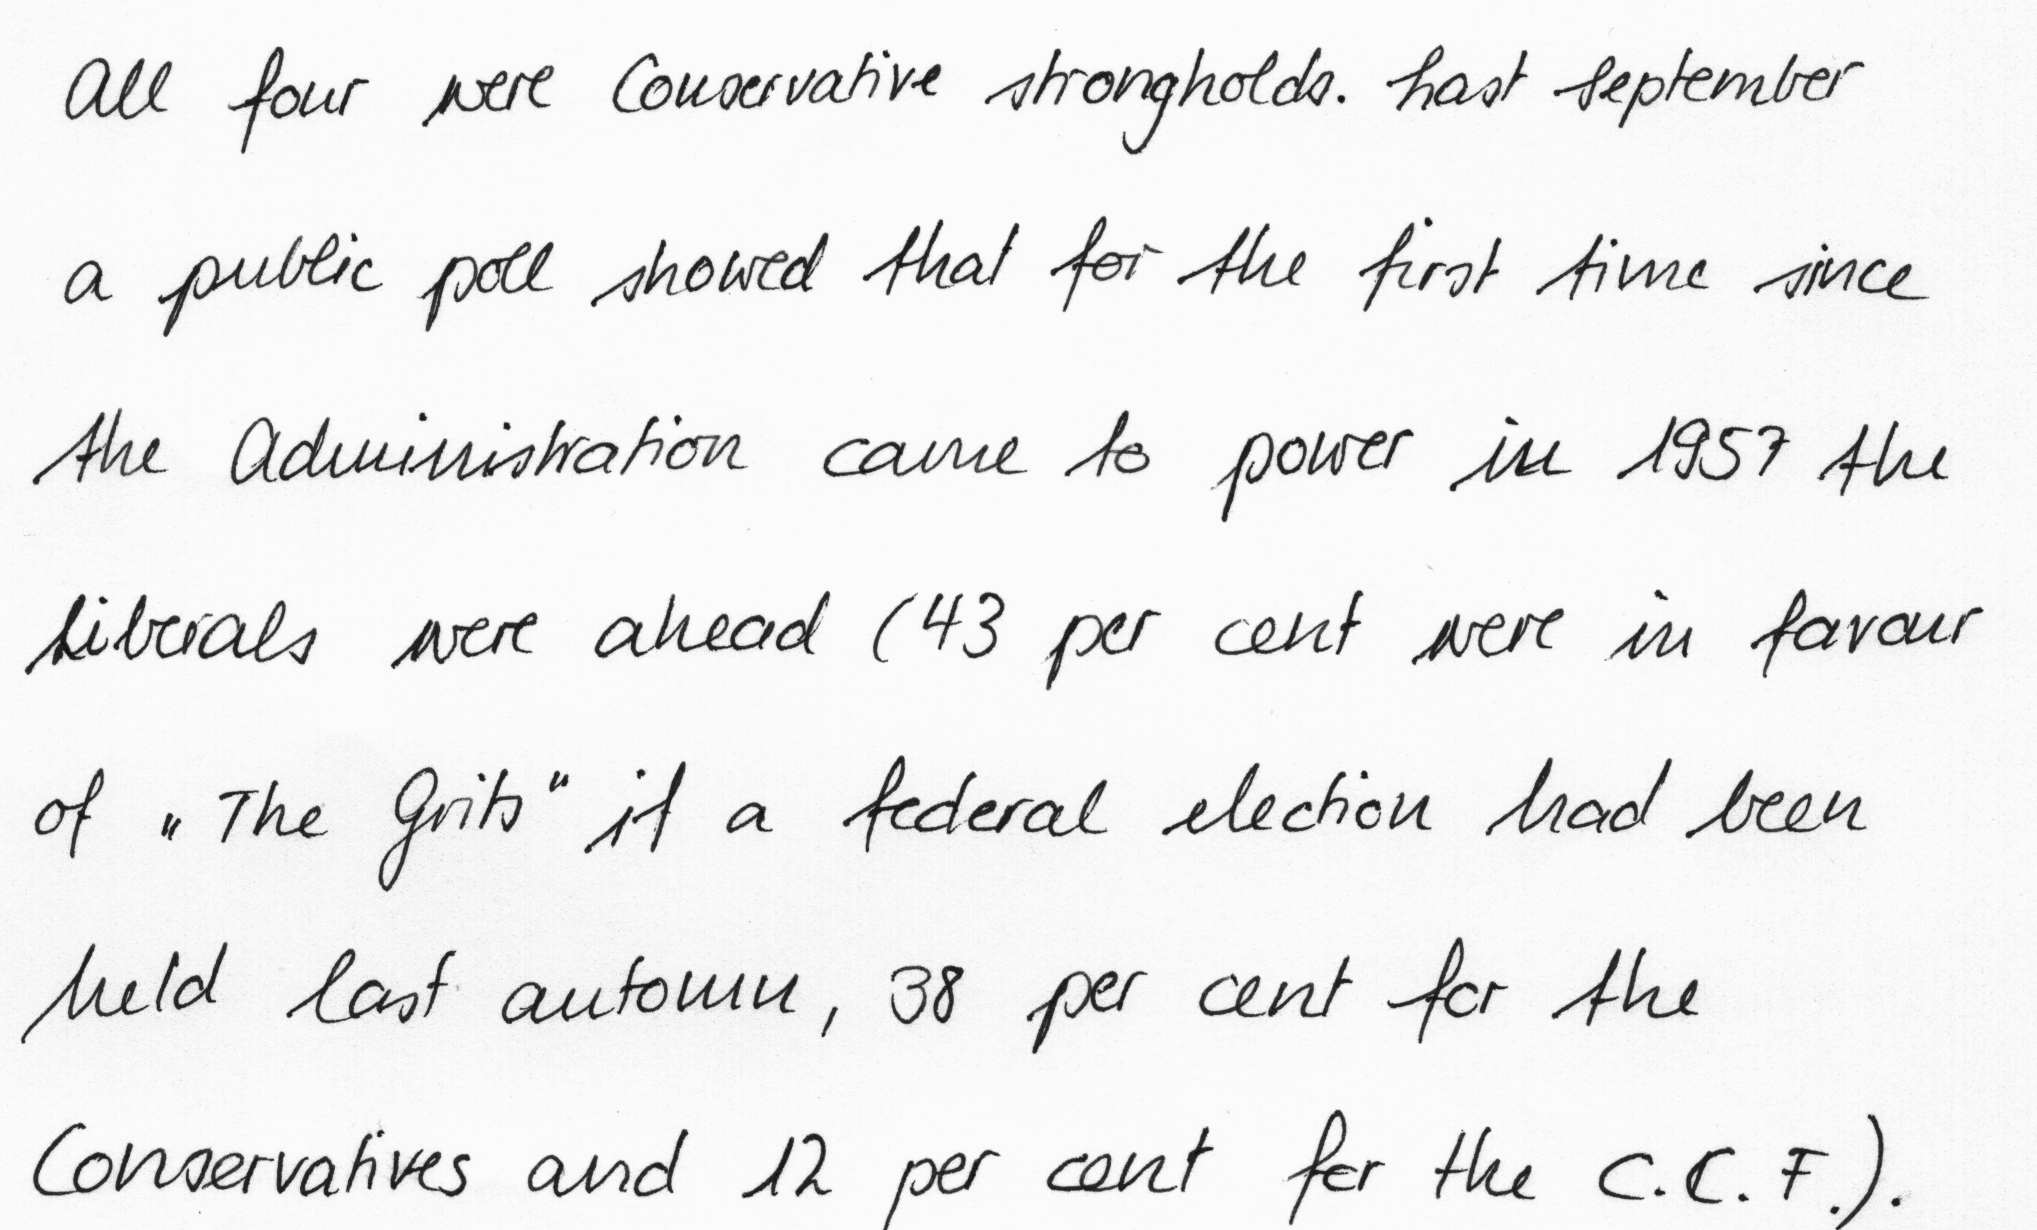 All four were Conservative strongholds. Last September
a public poll showed that for the first time since
the Administration came to power in 1957 the
Liberals were ahead (43 per cent were in favour
of „The Grits“ if a federal election had been
held last autumn, 38 per cent for the
Conservatives and 12 per cent for the C.C.F.).